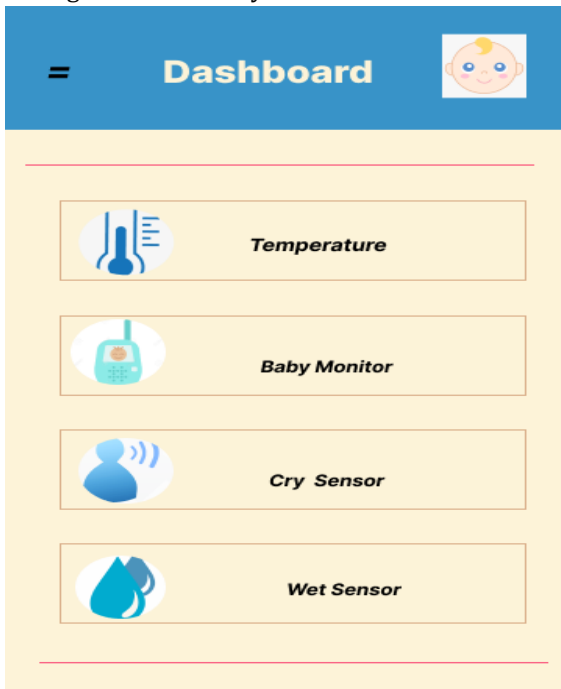 = Dashboard
Temperature
Baby Monitor
Cry Sensor
Wet Sensor